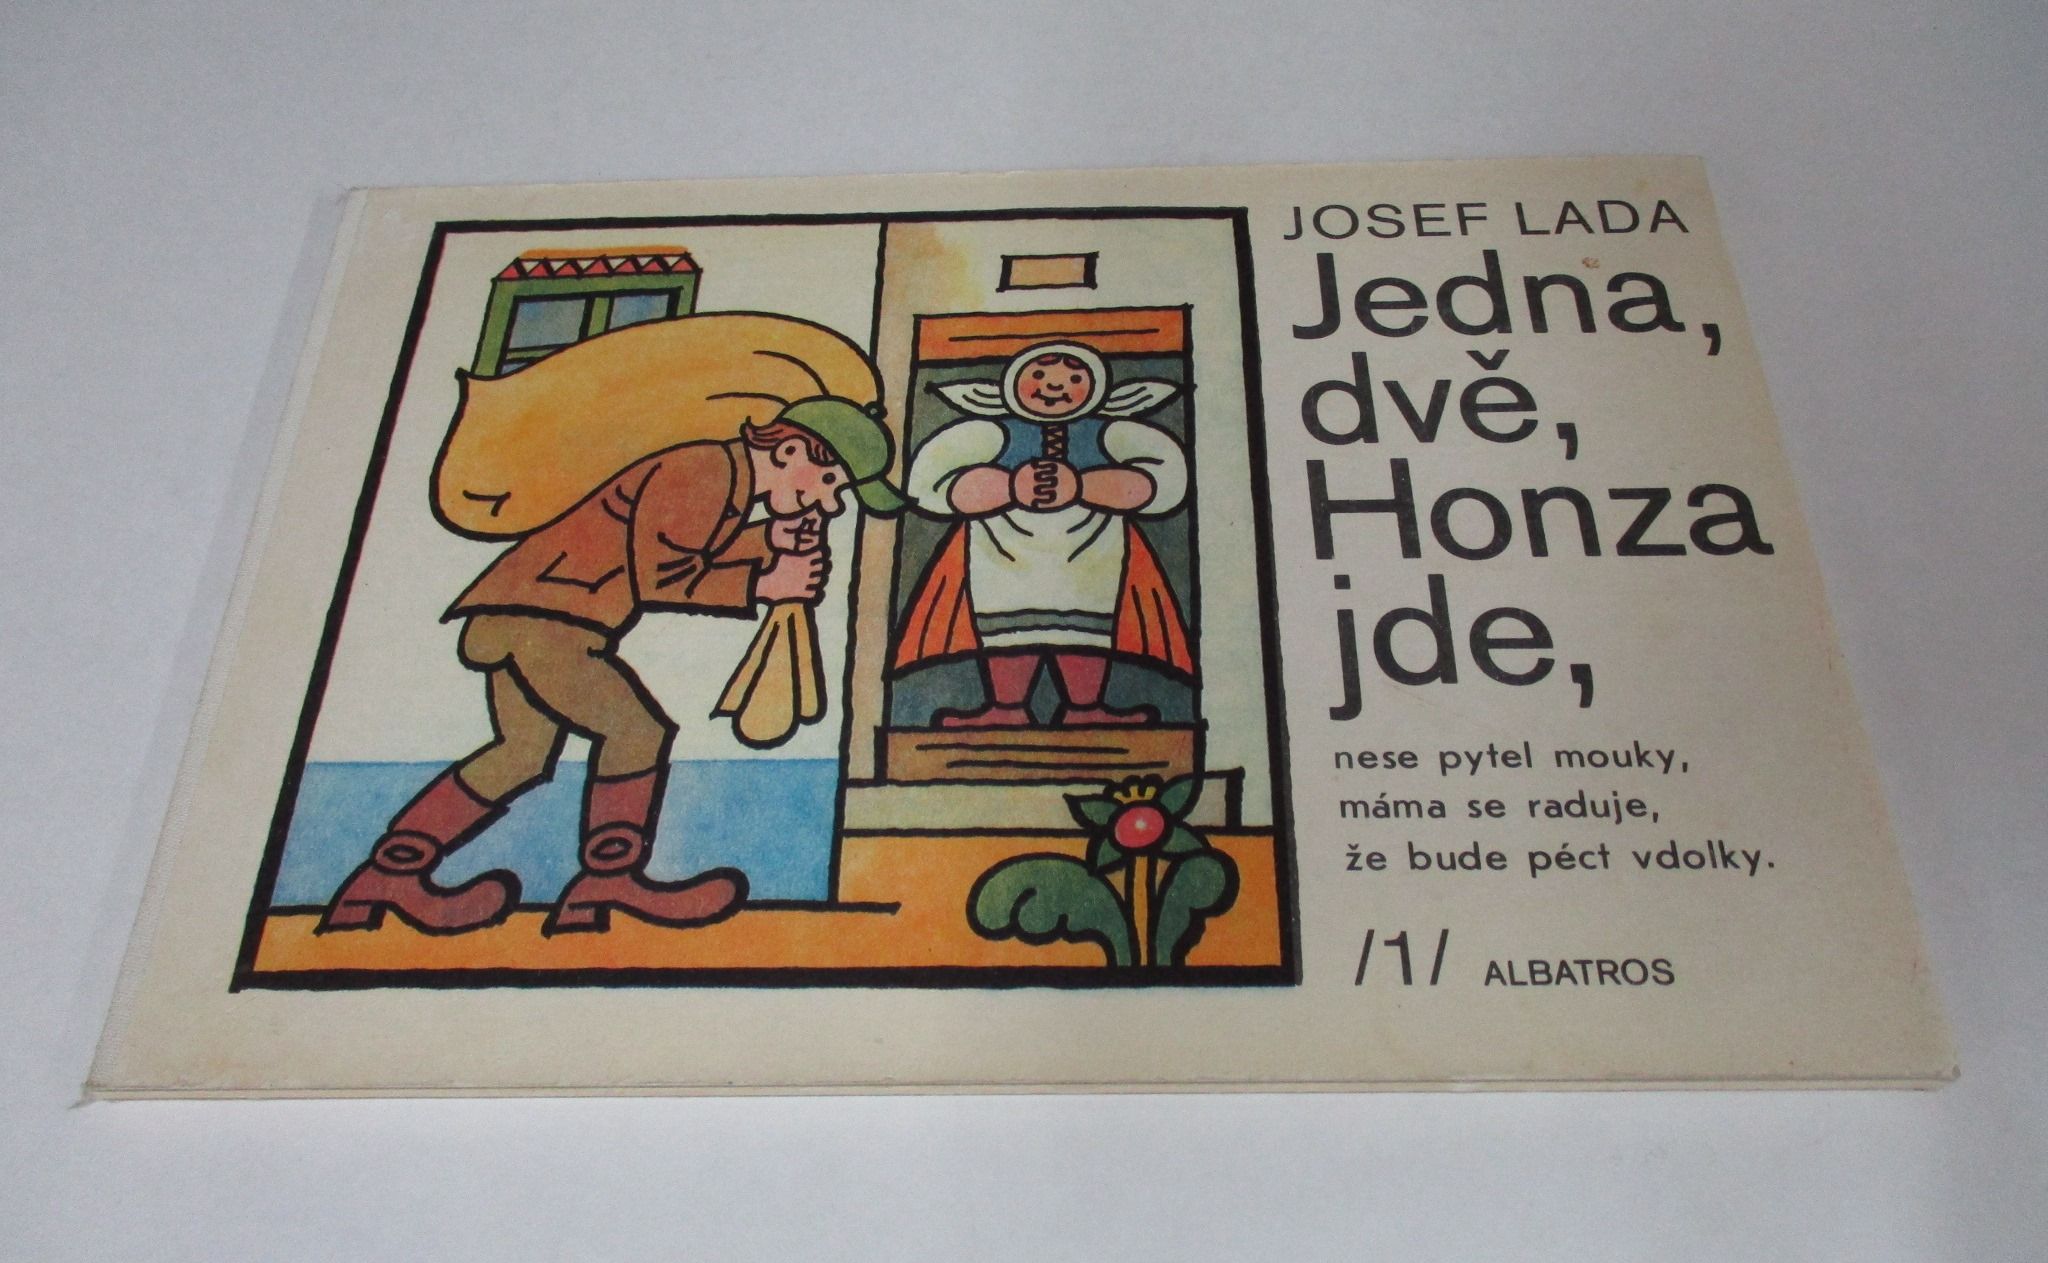 JOSEF LADA
Jedna,
dvě,
Honza
jde,
nese pytel mouky,
máma se raduje,
že bude péct vdolky.
/1/ ALBATROS